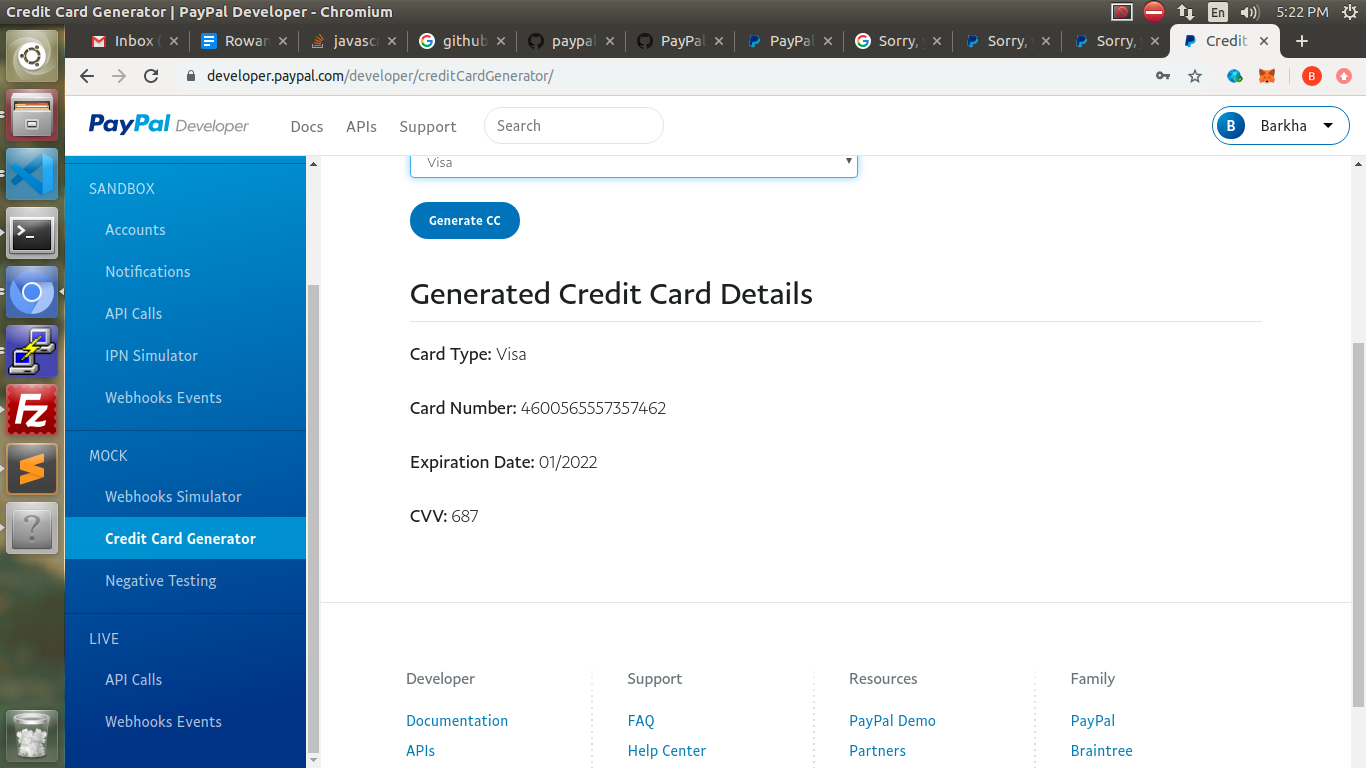 Credit Card Generator | PayPal Developer - Chromium
En
5:22 PM
Inbox (
Rowan
javasc
github
paypal
PayPal
PayPal
Sorry,
Sorry,
Sorry,
Credit
developer.paypal.com/developer/creditCardGenerator/
B
PayPal Developer
Docs
APIs
Support
Search
B
Barkha
SANDBOX
Accounts
Notifications
API Calls
IPN Simulator
Webhooks Events
MOCK
Webhooks Simulator
Credit Card Generator
Negative Testing
LIVE
API Calls
Webhooks Events
Visa
Generate CC
Generated Credit Card Details
Card Type: Visa
Card Number: 4600565557357462
Expiration Date: 01/2022
CVV: 687
Developer
Documentation
APIs
Support
FAQ
Help Center
Resources
PayPal Demo
Partners
Family
PayPal
Braintree